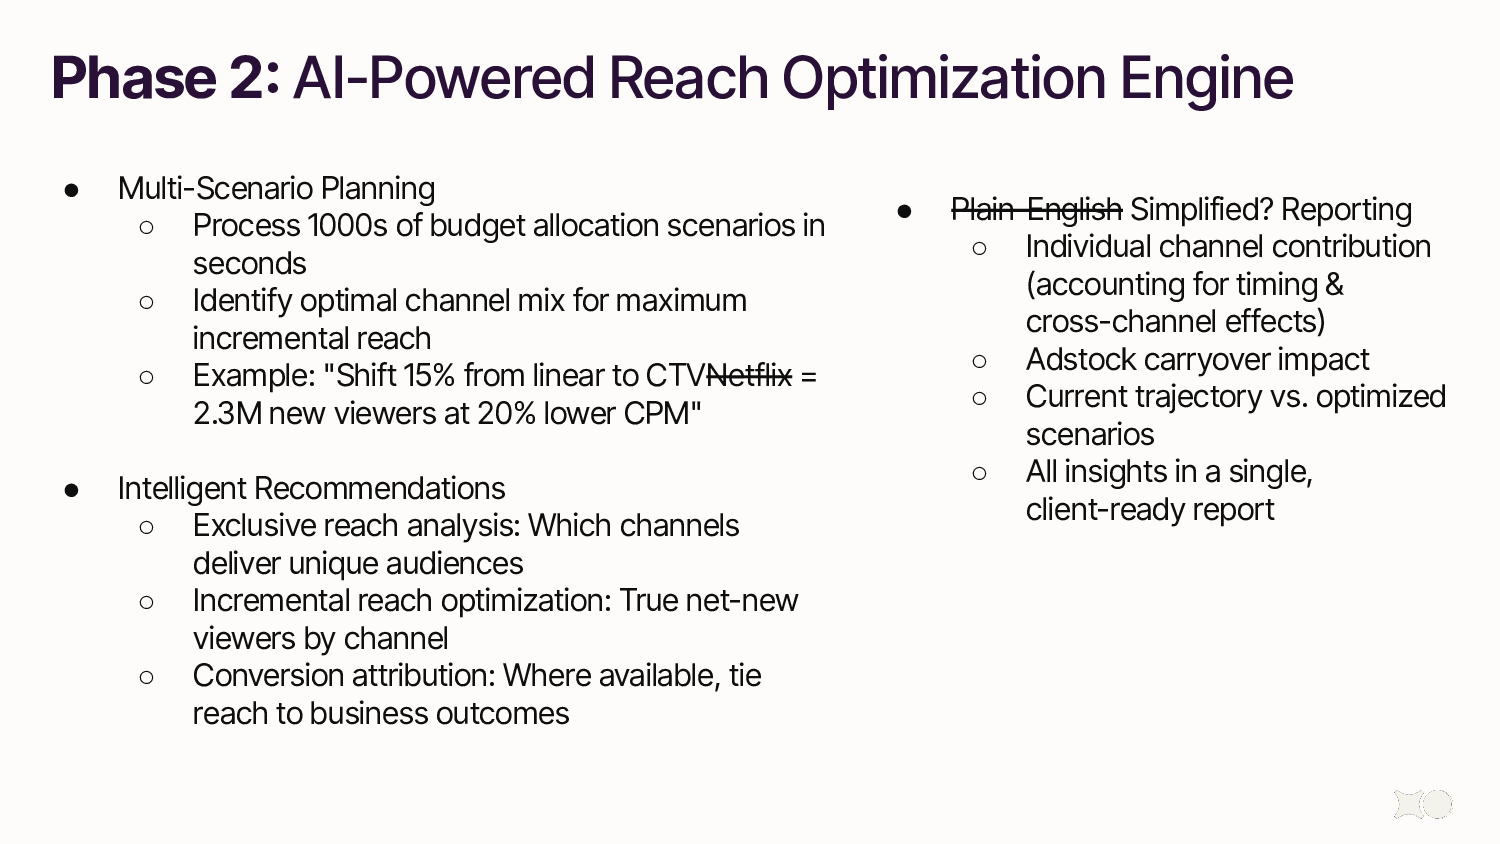 Phase 2: AI-Powered Reach Optimization Engine
● Multi-Scenario Planning
○ Process 1000s of budget allocation scenarios in
seconds
○ Identify optimal channel mix for maximum
incremental reach
○ Example: "Shift 15% from linear to CTVNetflix =
2.3M new viewers at 20% lower CPM"
● Intelligent Recommendations
○ Exclusive reach analysis: Which channels
deliver unique audiences
○ Incremental reach optimization: True net-new
viewers by channel
○ Conversion attribution: Where available, tie
reach to business outcomes
● Plain-English Simplified? Reporting
○ Individual channel contribution
(accounting for timing &
cross-channel effects)
○ Adstock carryover impact
○ Current trajectory vs. optimized
scenarios
○ All insights in a single,
client-ready report